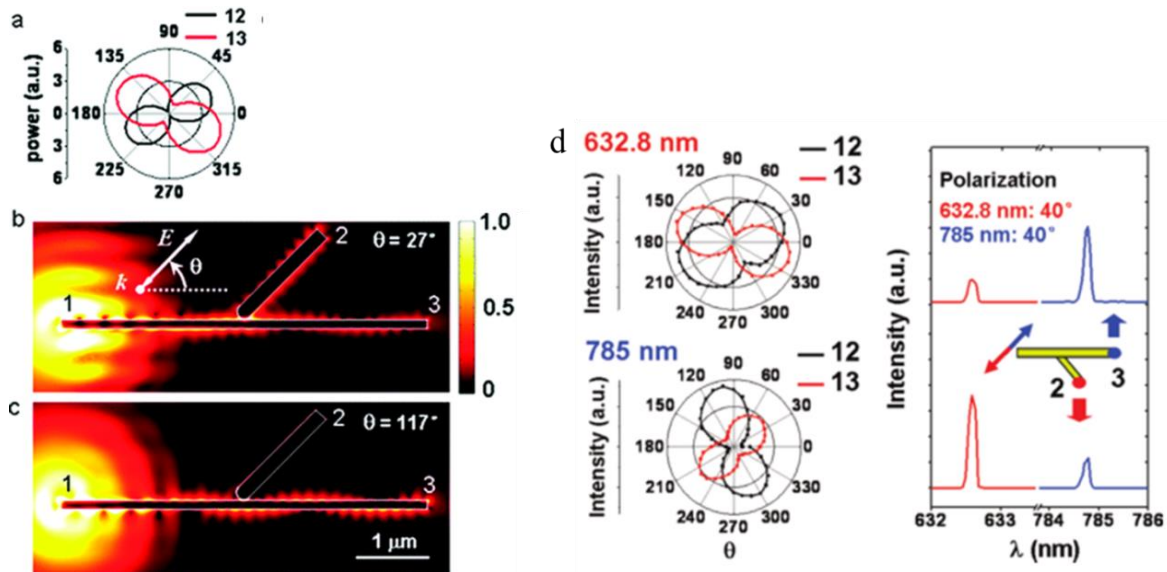 a
12
13
power (a.u.)
6
3
0
3
6
90
135
45
180
0
225
315
270
b
E
k
θ
1
2
3
θ = 27°
1.0
0.5
0
c
1
2
3
θ = 117°
1 μm
d
632.8 nm
12
13
Intensity (a.u.)
90
120
60
150
30
180
0
210
330
240
300
270
785 nm
12
13
Intensity (a.u.)
90
120
60
150
30
180
0
210
330
240
300
270
θ
Polarization
632.8 nm: 40°
785 nm: 40°
Intensity (a.u.)
2
3
632 633 784 785 786
λ (nm)